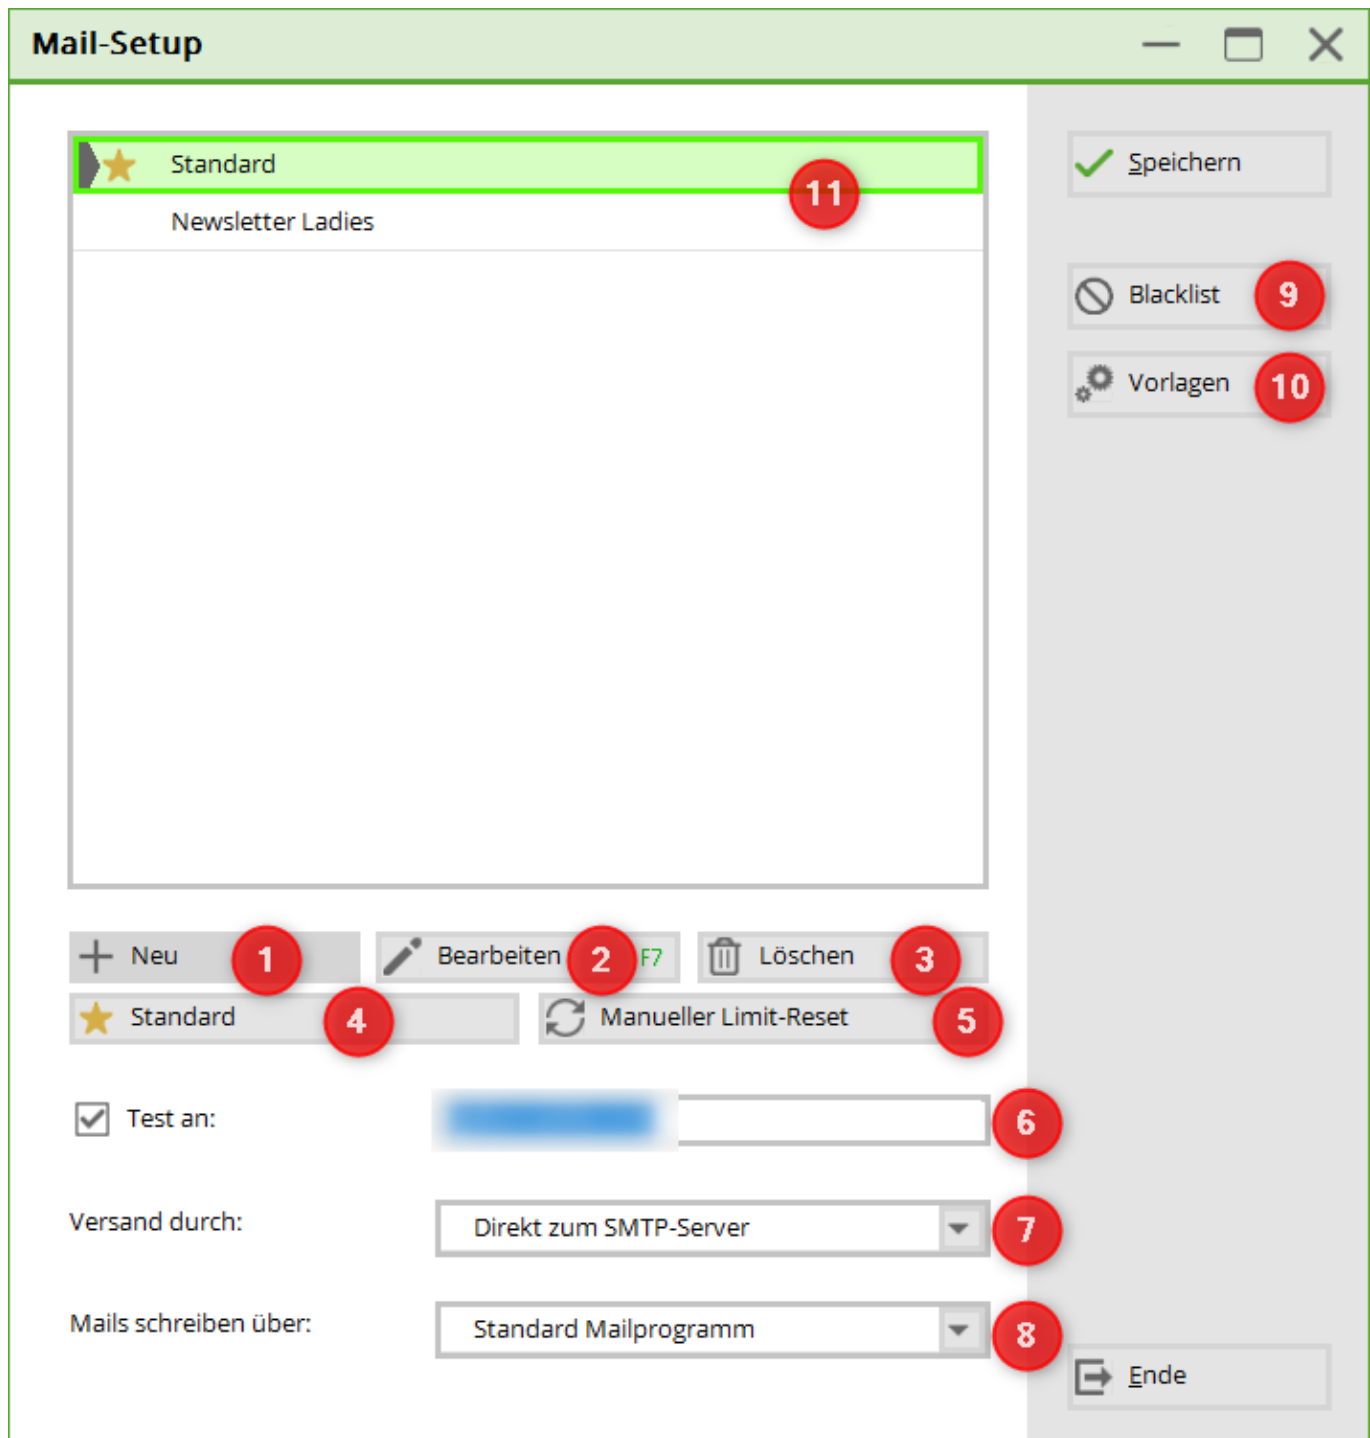 Mail-Setup
Standard
11
Newsletter Ladies
Speichern
Blacklist 9
Vorlagen 10
Neu 1
Bearbeiten 2 F7
Löschen 3
Standard 4
Manueller Limit-Reset 5
Test an: 6
Versand durch: Direkt zum SMTP-Server 7
Mails schreiben über: Standard Mailprogramm 8
Ende